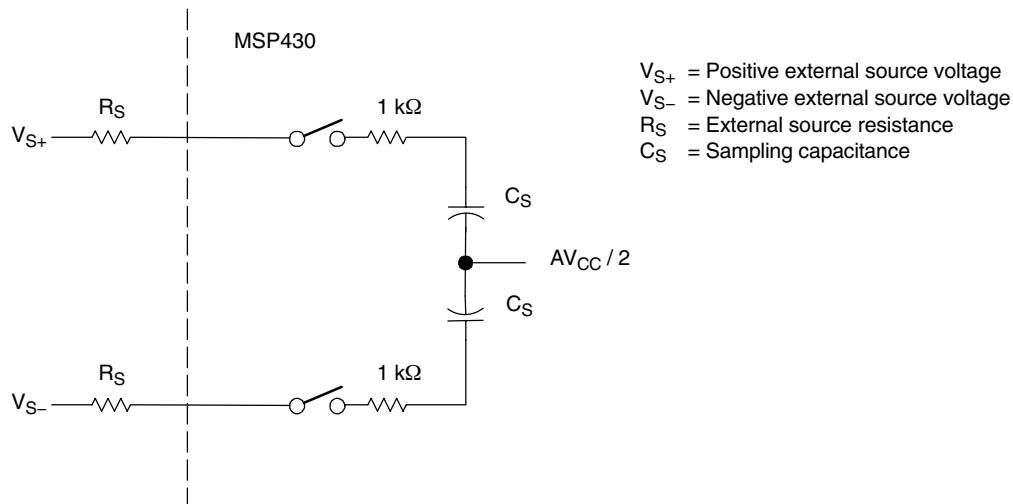 MSP430
V_S+ = Positive external source voltage
V_S– = Negative external source voltage
R_S = External source resistance
C_S = Sampling capacitance
R_S
1 kΩ
V_S+
C_S
AV_CC / 2
C_S
R_S
1 kΩ
V_S–